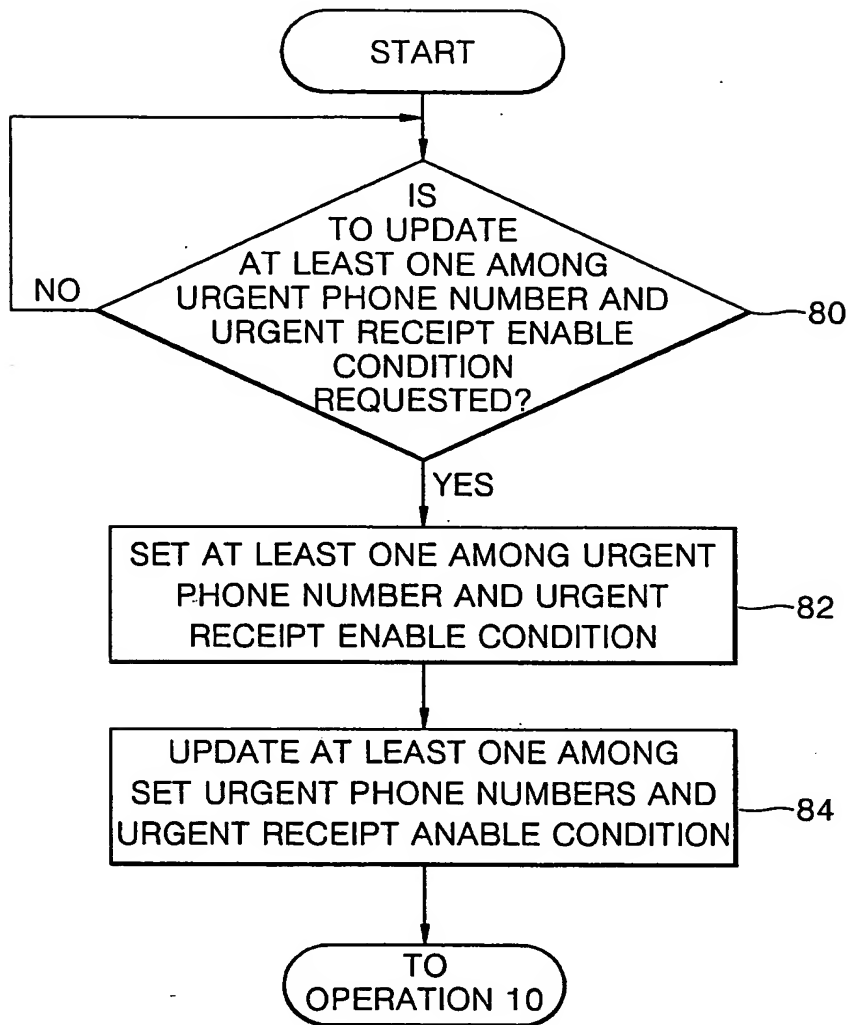 START
IS
TO UPDATE
AT LEAST ONE AMONG
URGENT PHONE NUMBER AND
URGENT RECEIPT ENABLE
CONDITION
REQUESTED?
NO
80
YES
SET AT LEAST ONE AMONG URGENT
PHONE NUMBER AND URGENT
RECEIPT ENABLE CONDITION
82
UPDATE AT LEAST ONE AMONG
SET URGENT PHONE NUMBERS AND
URGENT RECEIPT ANABLE CONDITION
84
TO
OPERATION 10